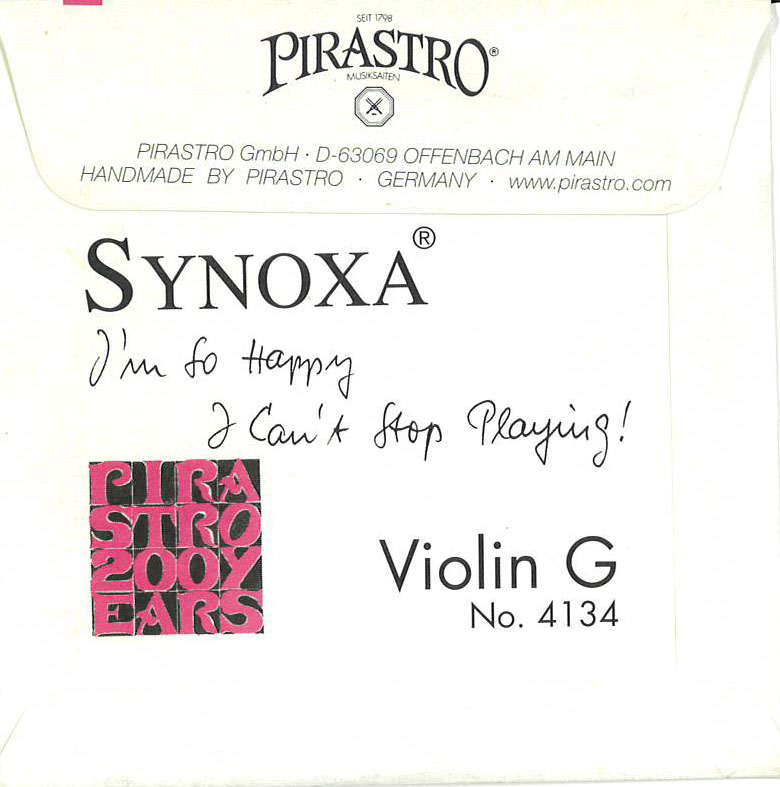 SEIT 1798
PIRASTRO®
MUSIKSAITEN
PIRASTRO GmbH · D-63069 OFFENBACH AM MAIN
HANDMADE BY PIRASTRO · GERMANY · www.pirastro.com
SYNOXA®
I'm So Happy
I Can't Stop Playing!
PIRA
STRO
200Y
EARS
Violin G
No. 4134